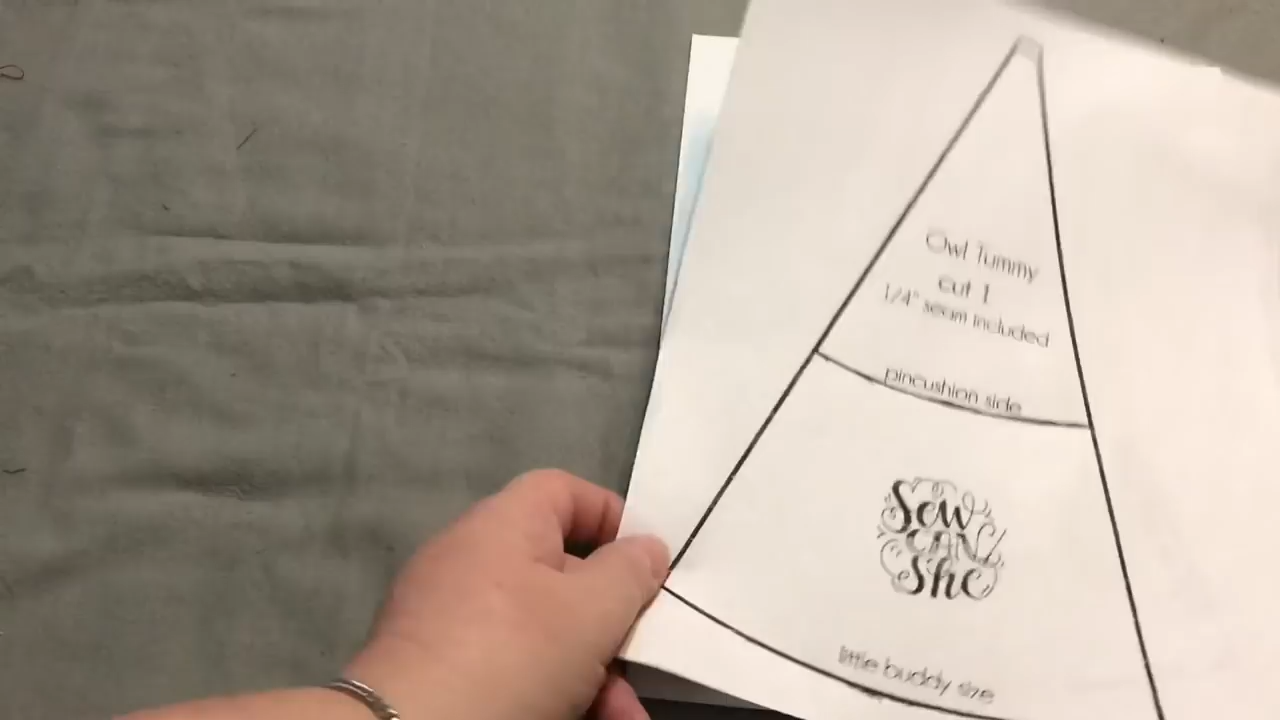 Owl Tummy
cut 1
1/4" seam included
pincushion side
Sew
CAN
She
little buddy size